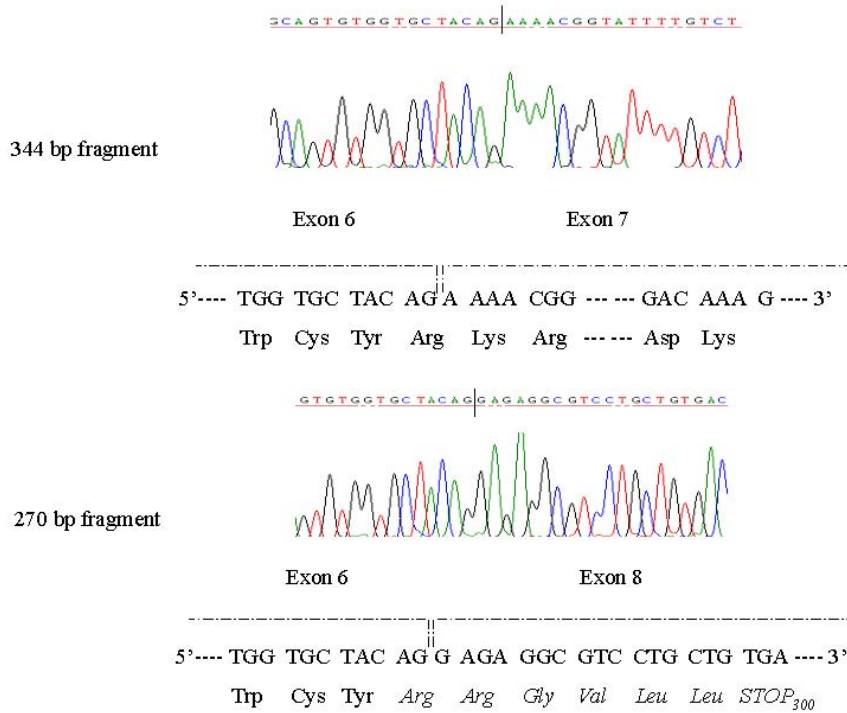 GCAGTGTGGTGCTACAGAAAACGGTATTTTGTCT
344 bp fragment
Exon 6 Exon 7
5’---- TGG TGC TAC AG A AAA CGG --- --- GAC AAA G ---- 3’
Trp Cys Tyr Arg Lys Arg --- --- Asp Lys
GTGTGGTGCTACAGGAGAGGCGTCCTGCTGTGAC
270 bp fragment
Exon 6 Exon 8
5’---- TGG TGC TAC AG G AGA GGC GTC CTG CTG TGA ---- 3’
Trp Cys Tyr Arg Arg Gly Val Leu Leu STOP300